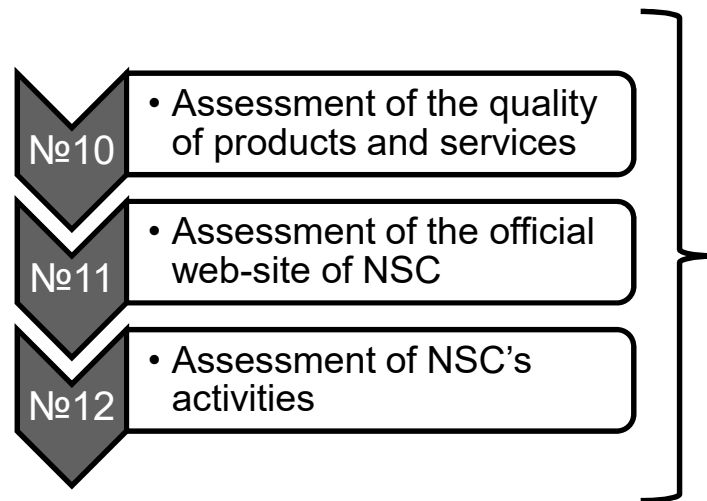 №10
• Assessment of the quality
of products and services
№11
• Assessment of the official
web-site of NSC
№12
• Assessment of NSC’s
activities